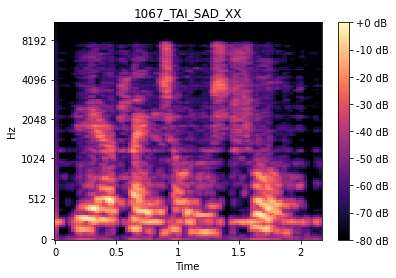 1067_TAI_SAD_XX
8192
4096
2048
1024
512
0
Hz
0
0.5
1
1.5
2
Time
+0 dB
-10 dB
-20 dB
-30 dB
-40 dB
-50 dB
-60 dB
-70 dB
-80 dB